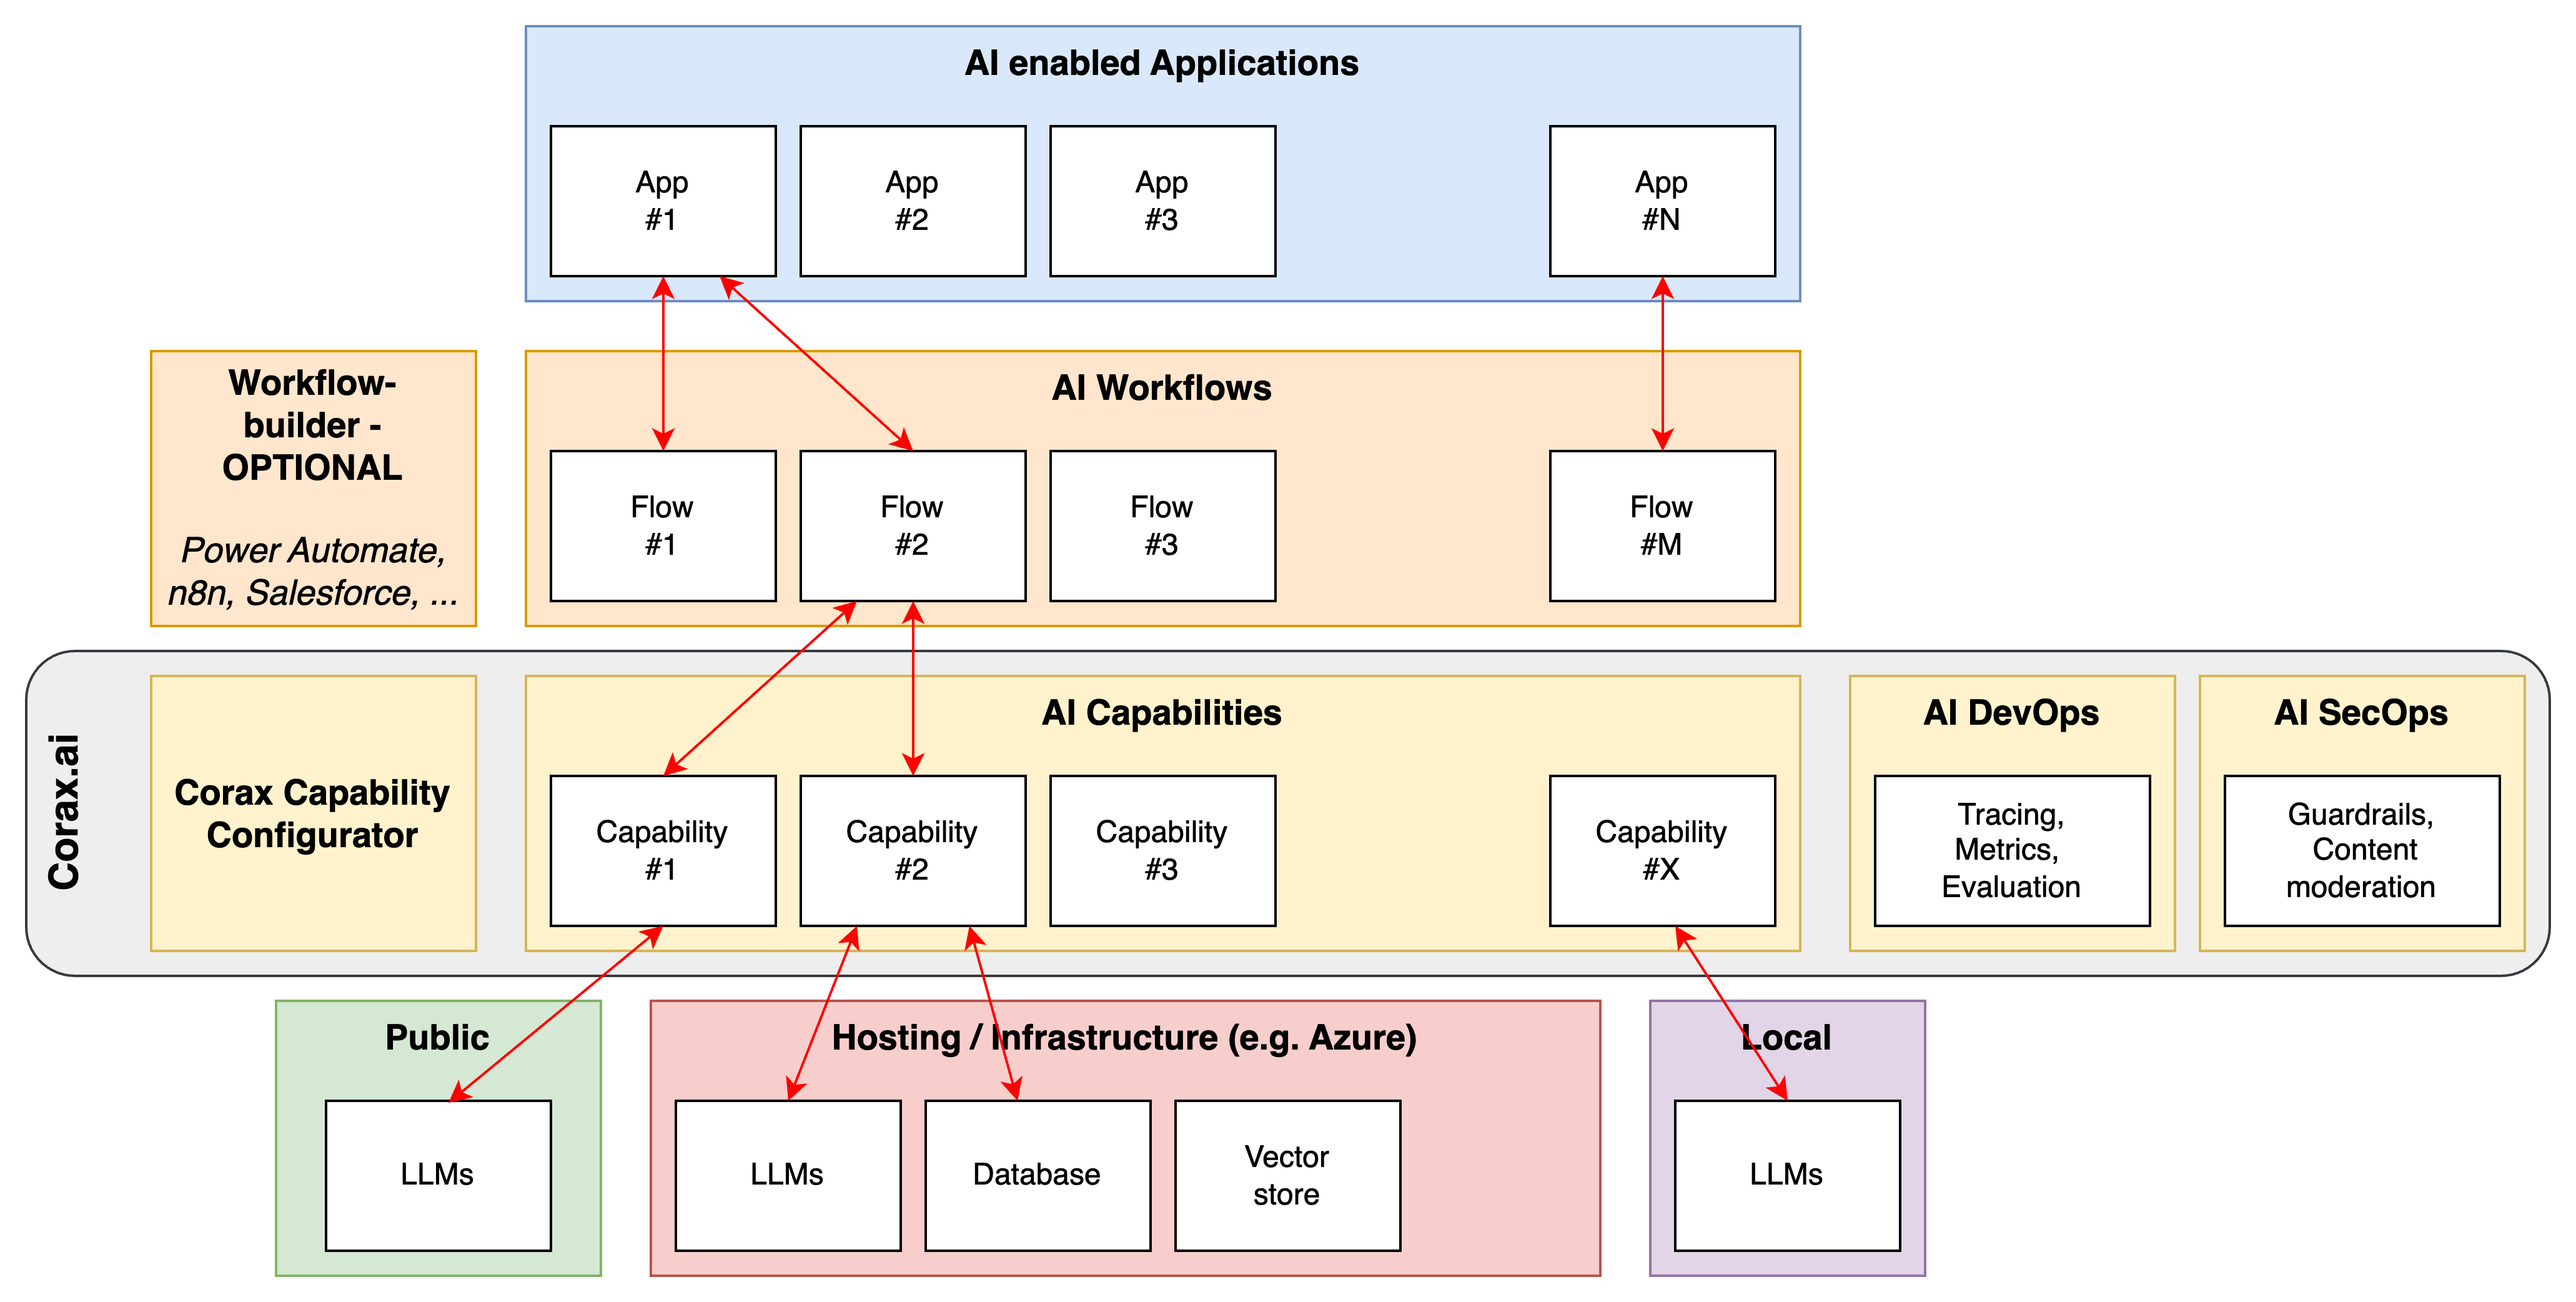 AI enabled Applications
App
#1
App
#2
App
#3
App
#N
Workflow-
builder -
OPTIONAL
Power Automate,
n8n, Salesforce, ...
AI Workflows
Flow
#1
Flow
#2
Flow
#3
Flow
#M
Corax.ai
Corax Capability
Configurator
AI Capabilities
Capability
#1
Capability
#2
Capability
#3
Capability
#X
AI DevOps
Tracing,
Metrics,
Evaluation
AI SecOps
Guardrails,
Content
moderation
Public
LLMs
Hosting / Infrastructure (e.g. Azure)
LLMs
Database
Vector
store
Local
LLMs